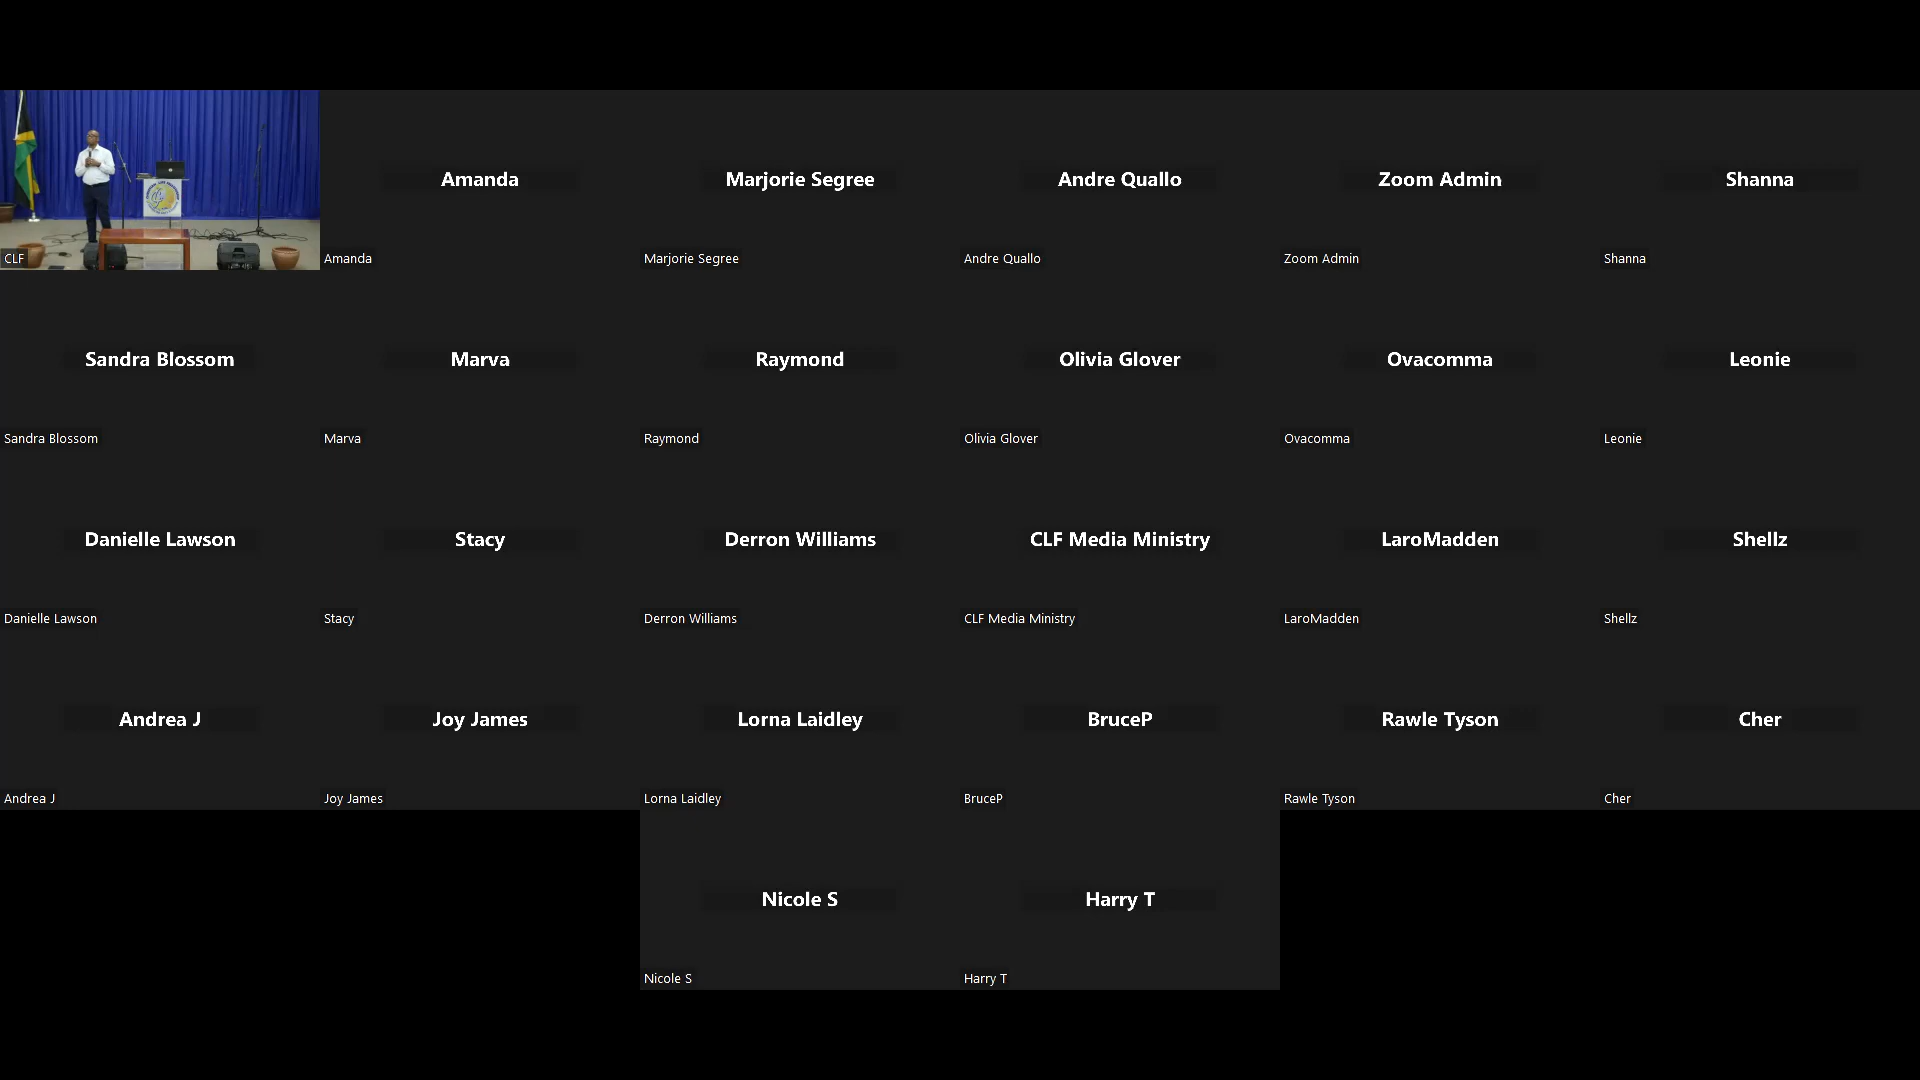 CLF
Amanda
Amanda
Marjorie Segree
Marjorie Segree
Andre Quallo
Andre Quallo
Zoom Admin
Zoom Admin
Shanna
Shanna
Sandra Blossom
Sandra Blossom
Marva
Marva
Raymond
Raymond
Olivia Glover
Olivia Glover
Ovacomma
Ovacomma
Leonie
Leonie
Danielle Lawson
Danielle Lawson
Stacy
Stacy
Derron Williams
Derron Williams
CLF Media Ministry
CLF Media Ministry
LaroMadden
LaroMadden
Shellz
Shellz
Andrea J
Andrea J
Joy James
Joy James
Lorna Laidley
Lorna Laidley
BruceP
BruceP
Rawle Tyson
Rawle Tyson
Cher
Cher
Nicole S
Nicole S
Harry T
Harry T